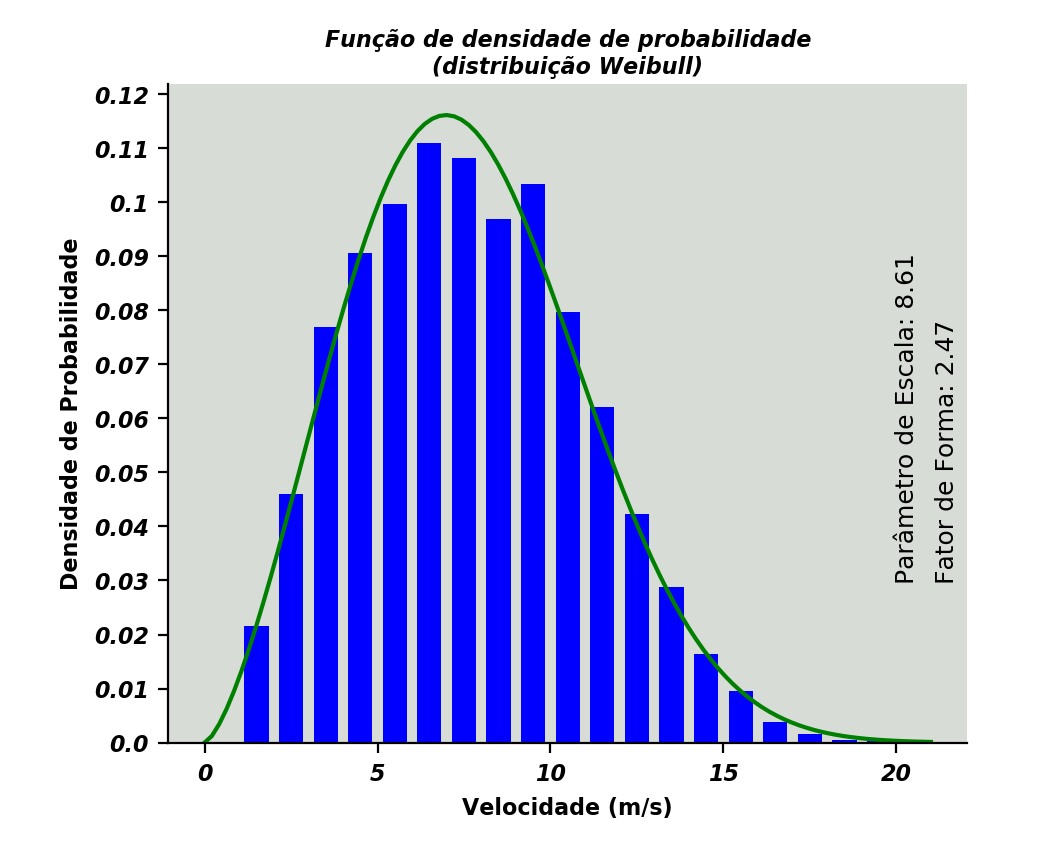 Função de densidade de probabilidade
(distribuição Weibull)
0.12
0.11
0.1
0.09
0.08
0.07
0.06
0.05
0.04
0.03
0.02
0.01
0.0
Densidade de Probabilidade
Parâmetro de Escala: 8.61
Fator de Forma: 2.47
0 5 10 15 20
Velocidade (m/s)